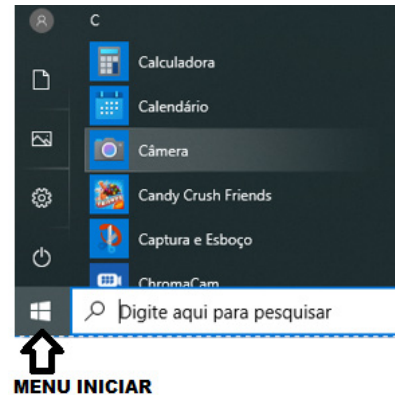 C
Calculadora
Calendário
Câmera
Candy Crush Friends
Captura e Esboço
ChromaCam
Digite aqui para pesquisar
MENU INICIAR